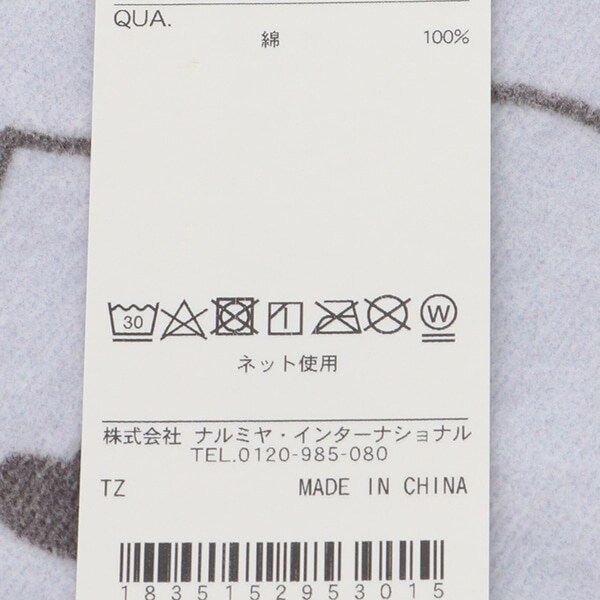 QUA.
綿 100%
30 W
ネット使用
株式会社 ナルミヤ・インターナショナル
TEL.0120-985-080
TZ MADE IN CHINA
1835152953015